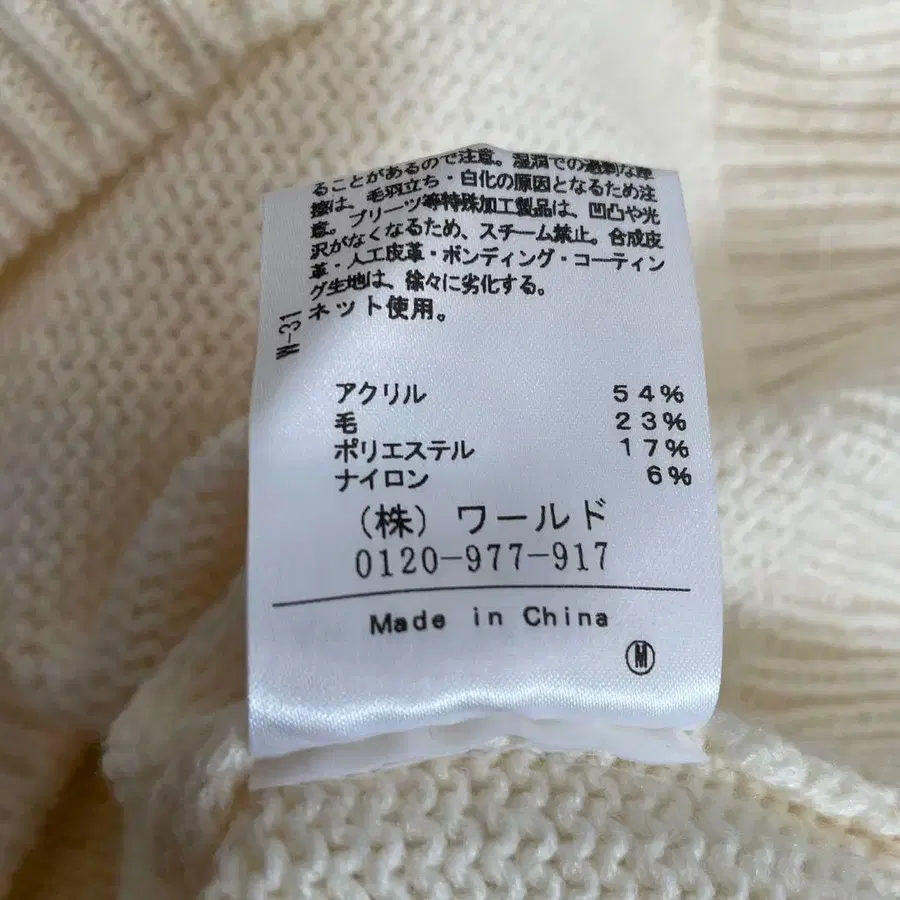 ることがあるので注意。湿潤での過剰な摩
擦は、毛羽立ち・白化の原因となるため注
意。プリーツ等特殊加工製品は、凹凸や光
沢がなくなるため、スチーム禁止。合成皮
革・人工皮革・ボンディング・コーティン
グ生地は、徐々に劣化する。
ネット使用。
W-31
アクリル 54%
毛 23%
ポリエステル 17%
ナイロン 6%
(株) ワールド
0120-977-917
Made in China
M